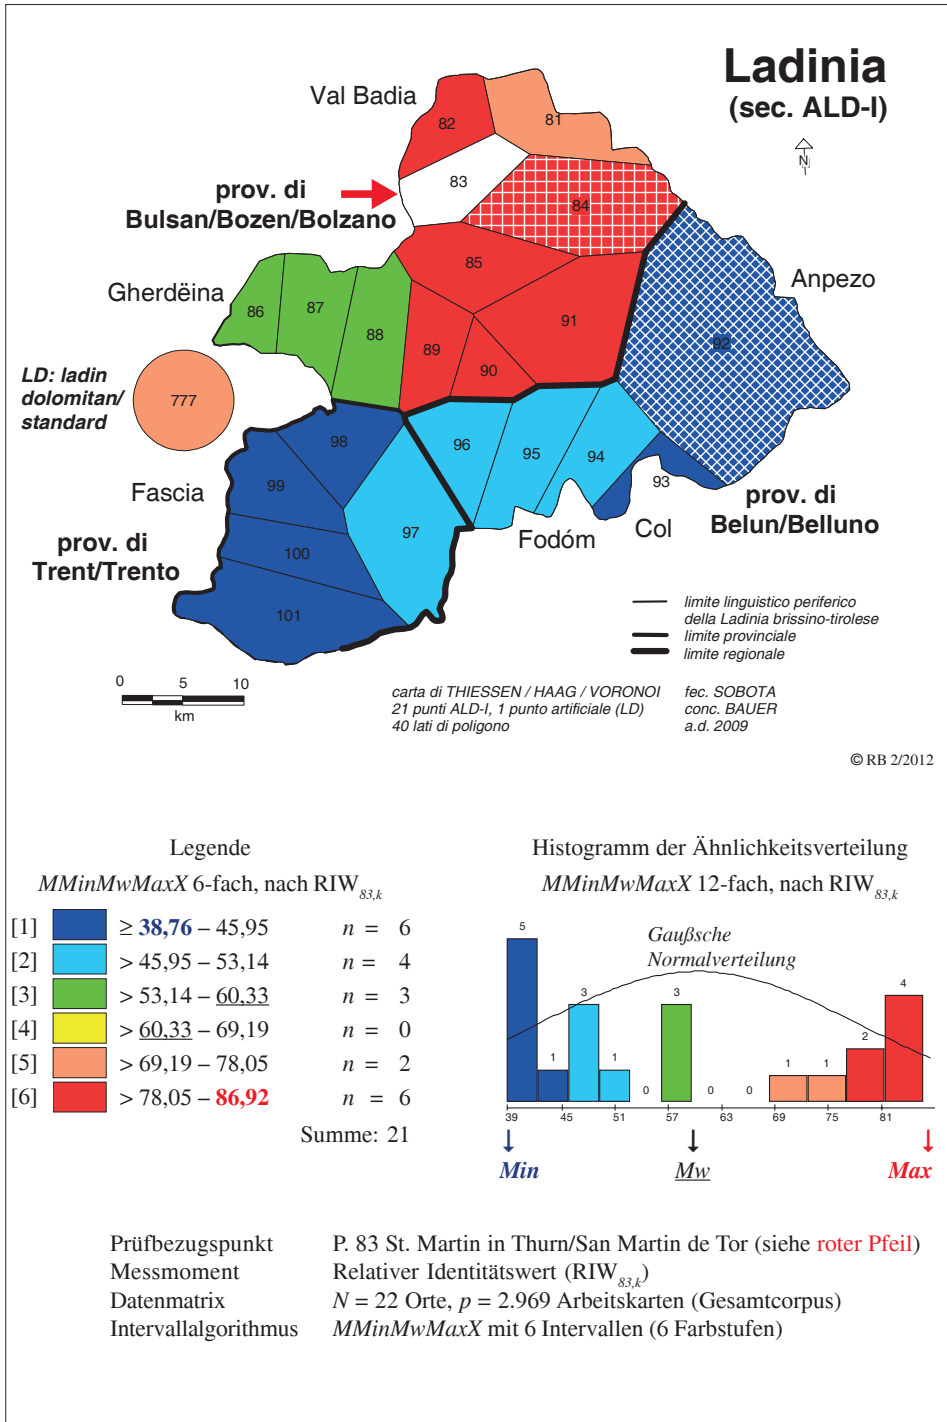 Ladinia
(sec. ALD-I)
N
Val Badia
82
81
83
84
prov. di
Bulsan/Bozen/Bolzano
85
Anpezo
Gherdëina
86
87
88
89
90
91
92
LD: ladin
dolomitan/
standard
777
98
96
95
94
93
99
Fascia
97
Fodóm
Col
prov. di
Belun/Belluno
prov. di
Trent/Trento
100
101
limite linguistico periferico
della Ladinia brissino-tirolese
limite provinciale
limite regionale
0 5 10
km
carta di THIESSEN / HAAG / VORONOI
21 punti ALD-I, 1 punto artificiale (LD)
40 lati di poligono
fec. SOBOTA
conc. BAUER
a.d. 2009
© RB 2/2012
Legende
MMinMwMaxX 6-fach, nach RIW83,k
[1] ≥ 38,76 – 45,95 n = 6
[2] > 45,95 – 53,14 n = 4
[3] > 53,14 – 60,33 n = 3
[4] > 60,33 – 69,19 n = 0
[5] > 69,19 – 78,05 n = 2
[6] > 78,05 – 86,92 n = 6
Summe: 21
Histogramm der Ähnlichkeitsverteilung
MMinMwMaxX 12-fach, nach RIW83,k
Gaußsche
Normalverteilung
5 1 3 1 0 3 0 0 1 1 2 4
39 45 51 57 63 69 75 81
Min Mw Max
Prüfbezugspunkt P. 83 St. Martin in Thurn/San Martin de Tor (siehe roter Pfeil)
Messmoment Relativer Identitätswert (RIW83,k)
Datenmatrix N = 22 Orte, p = 2.969 Arbeitskarten (Gesamtcorpus)
Intervallalgorithmus MMinMwMaxX mit 6 Intervallen (6 Farbstufen)